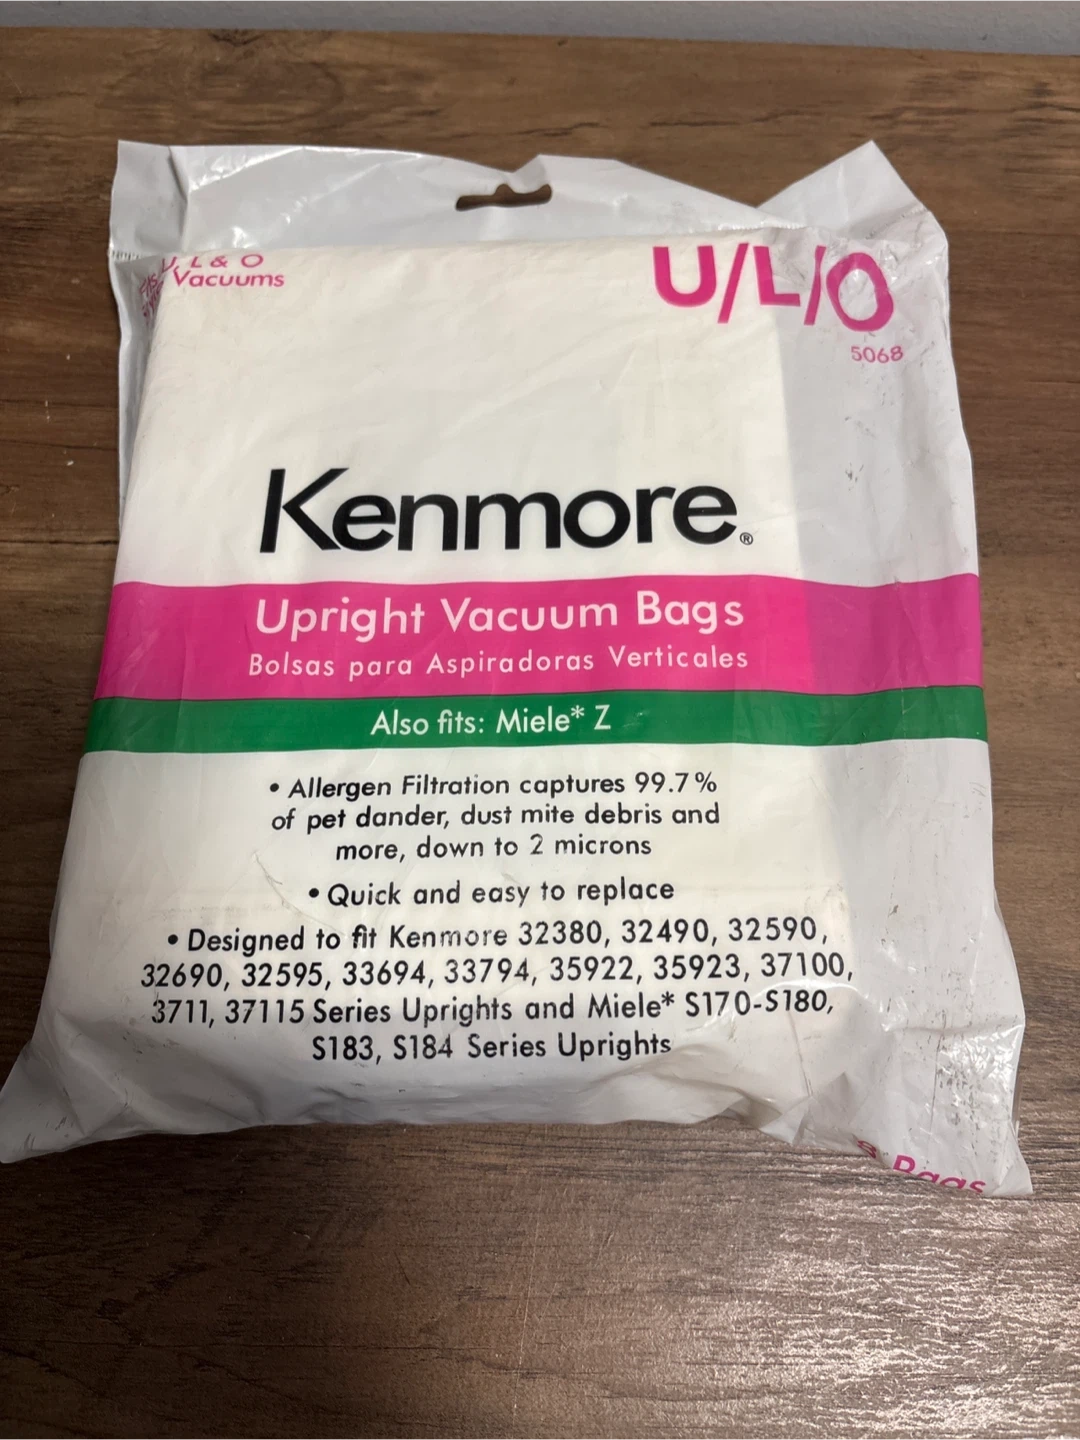 U, L & O
Vacuums
U/L/O
5068
Kenmore®
Upright Vacuum Bags
Bolsas para Aspiradoras Verticales
Also fits: Miele* Z
• Allergen Filtration captures 99.7%
of pet dander, dust mite debris and
more, down to 2 microns
• Quick and easy to replace
• Designed to fit Kenmore 32380, 32490, 32590,
32690, 32595, 33694, 33794, 35922, 35923, 37100,
3711, 37115 Series Uprights and Miele* S170-S180,
S183, S184 Series Uprights
Bags